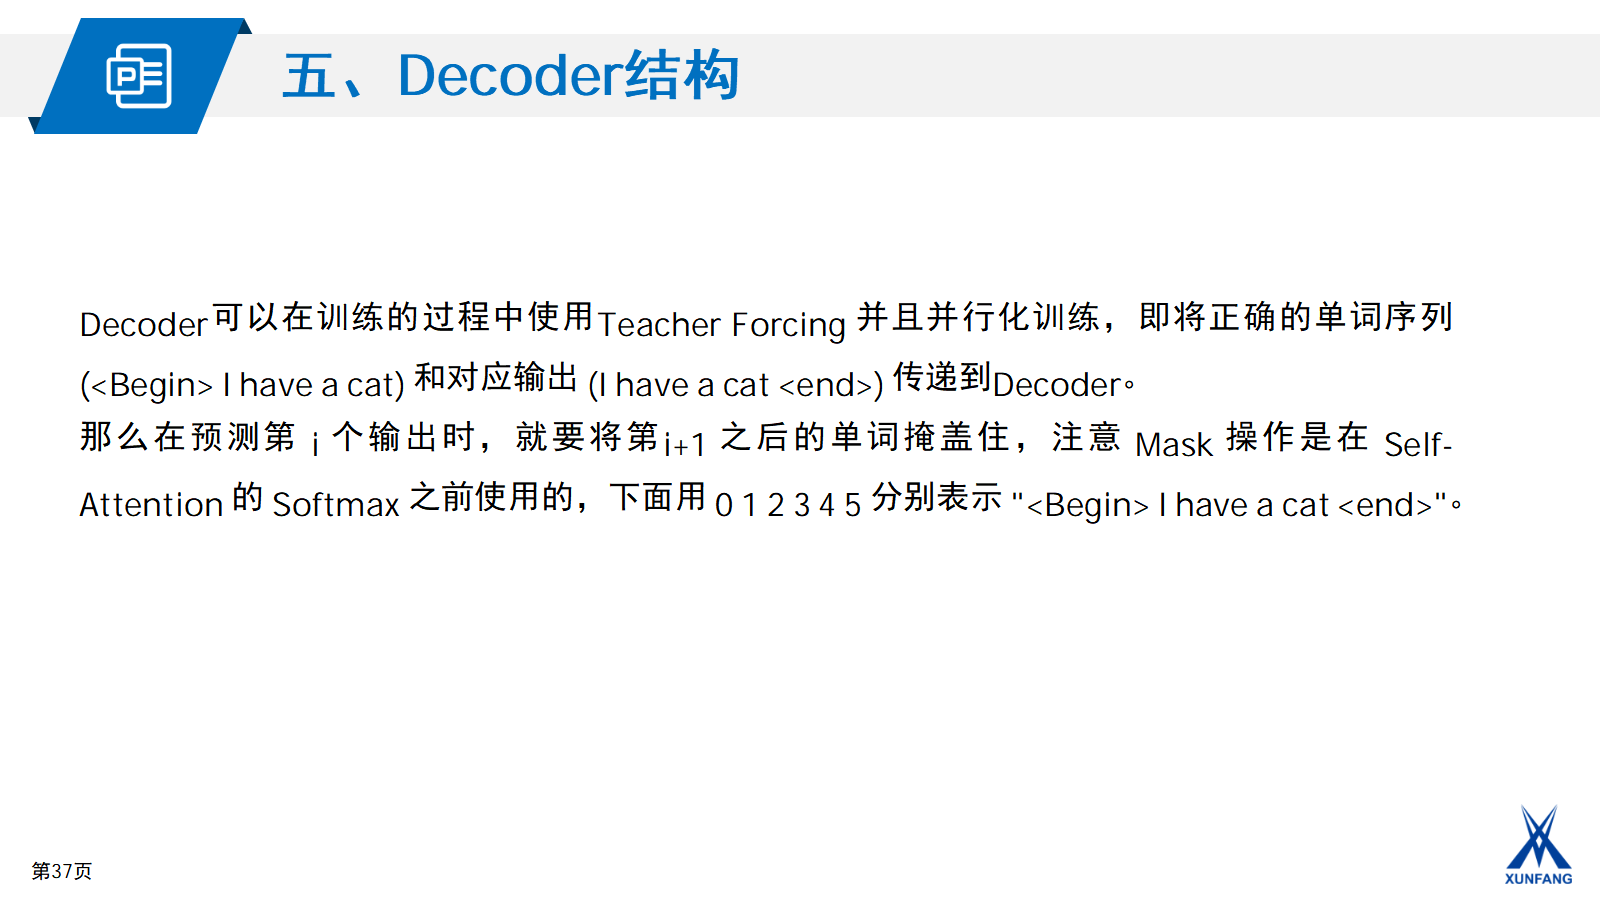 五、Decoder结构
Decoder可以在训练的过程中使用Teacher Forcing 并且并行化训练，即将正确的单词序列
(<Begin> I have a cat) 和对应输出 (I have a cat <end>) 传递到Decoder。
那么在预测第 i 个输出时，就要将第i+1 之后的单词掩盖住，注意 Mask 操作是在 Self-
Attention 的 Softmax 之前使用的，下面用 0 1 2 3 4 5 分别表示 "<Begin> I have a cat <end>"。
第37页
XUNFANG